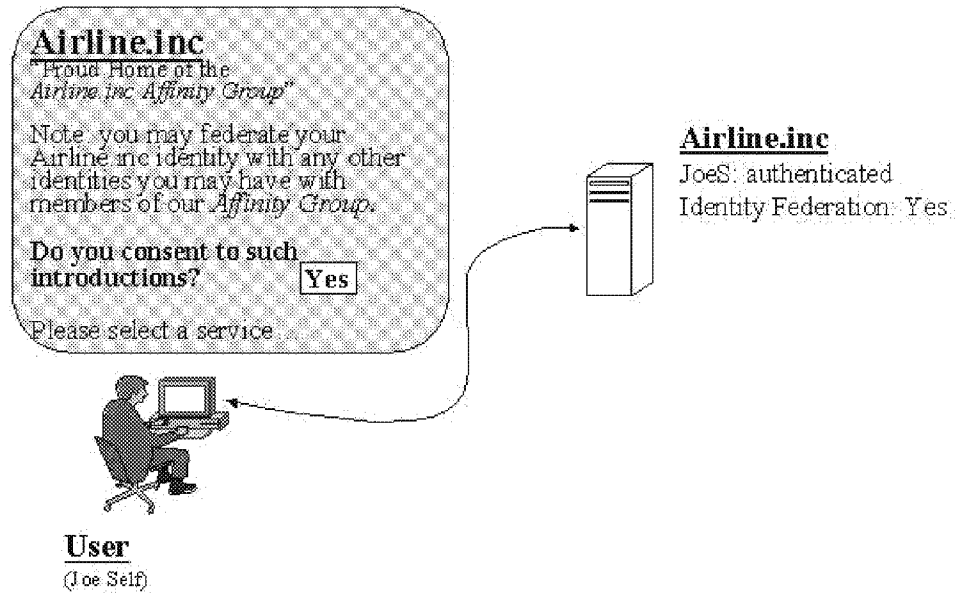 Airline.inc
"Proud Home of the
Airline.inc Affinity Group"
Note: you may federate your
Airline inc identity with any other
identities you may have with
members of our Affinity Group.
Do you consent to such
introductions?
Yes
Please select a service ...
Airline.inc
JoeS: authenticated
Identity Federation: Yes
User
(Joe Self)